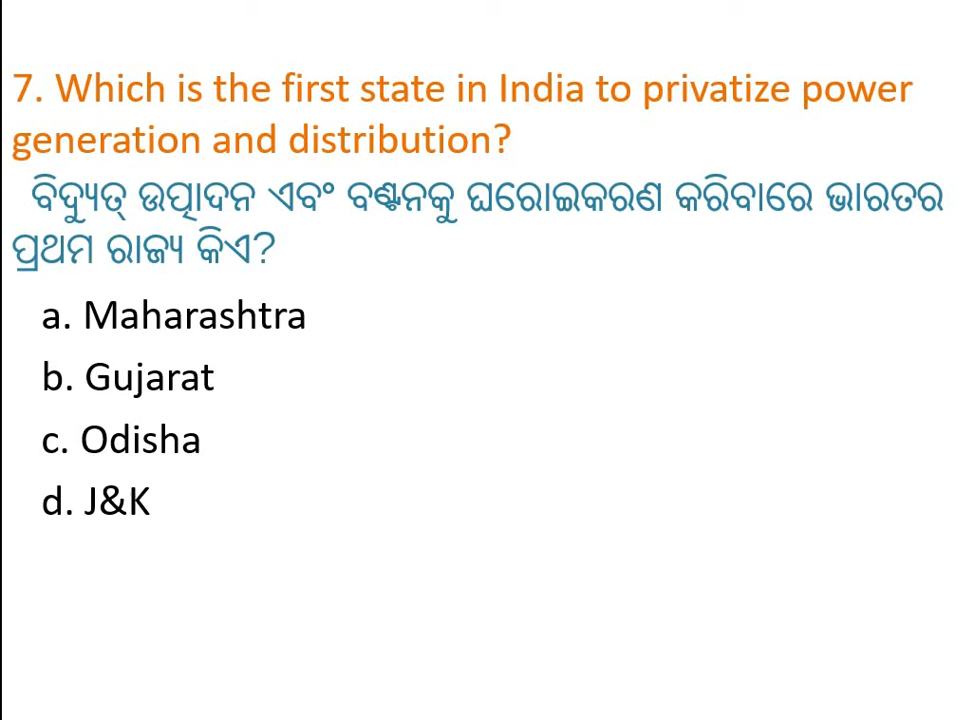 7. Which is the first state in India to privatize power
generation and distribution?
ବିଦ୍ୟୁତ୍ ଉତ୍ପାଦନ ଏବଂ ବଣ୍ଟନକୁ ଘରୋଇକରଣ କରିବାରେ ଭାରତର
ପ୍ରଥମ ରାଜ୍ୟ କିଏ?
a. Maharashtra
b. Gujarat
c. Odisha
d. J&K